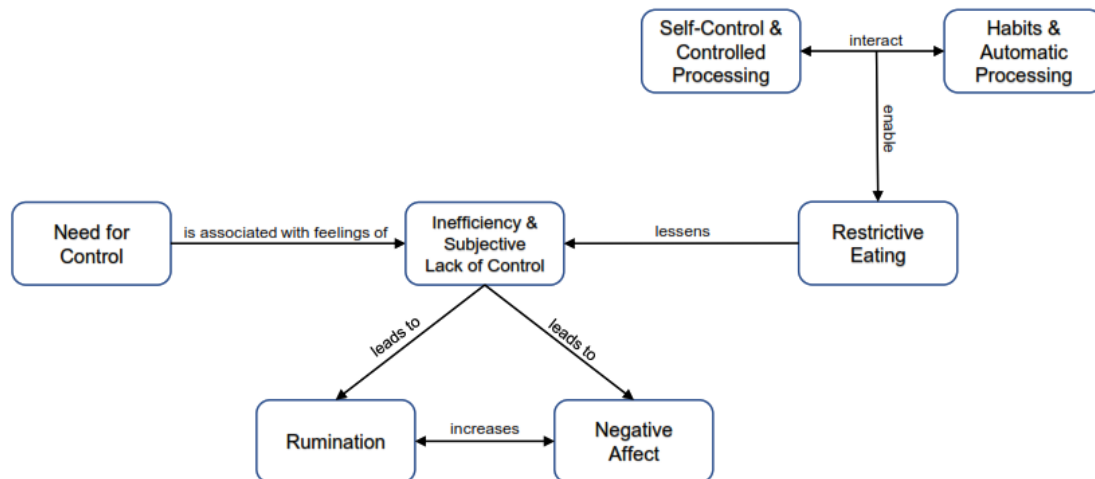 Self-Control &
Controlled
Processing
interact
Habits &
Automatic
Processing
enable
Need for
Control
is associated with feelings of
Inefficiency &
Subjective
Lack of Control
lessens
Restrictive
Eating
leads to
leads to
Rumination
increases
Negative
Affect